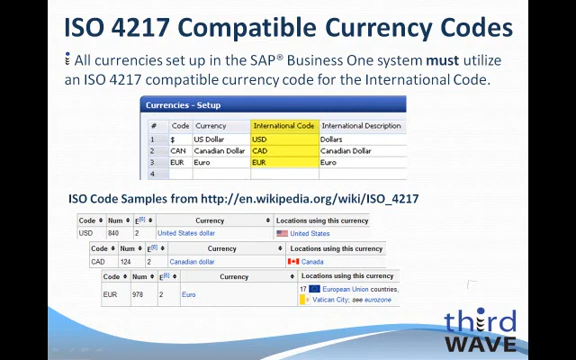 ISO 4217 Compatible Currency Codes
All currencies set up in the SAP® Business One system must utilize
an ISO 4217 compatible currency code for the International Code.
Currencies - Setup
# Code Currency International Code International Description
1 $ US Dollar USD Dollars
2 CAN Canadian Dollar CAD Canadian Dollar
3 EUR Euro EUR Euro
4
ISO Code Samples from http://en.wikipedia.org/wiki/ISO_4217
Code Num E[6] Currency Locations using this currency
USD 840 2 United States dollar United States
Code Num E[6] Currency Locations using this currency
CAD 124 2 Canadian dollar Canada
Code Num E[6] Currency Locations using this currency
EUR 978 2 Euro 17 European Union countries,
Vatican City; see eurozone
third
WAVE